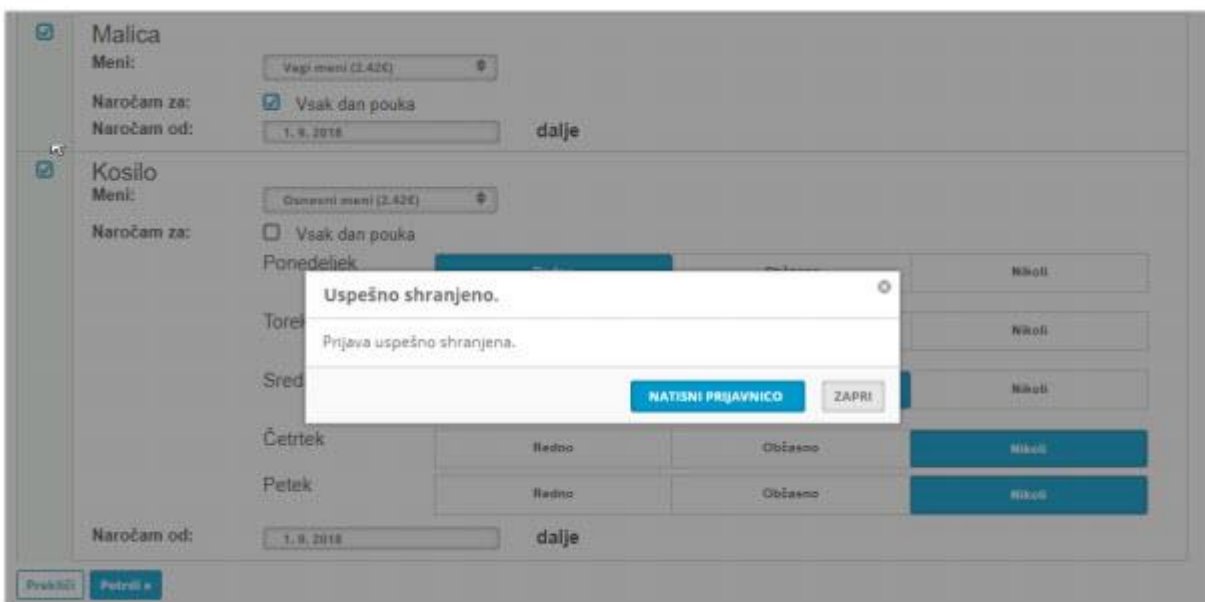 Malica
Meni: Vegi meni (2.42€)
Naročam za: Vsak dan pouka
Naročam od: 1. 9. 2018 dalje
Kosilo
Meni: Osnovni meni (2.42€)
Naročam za: Vsak dan pouka
Ponedeljek Nikoli
Uspešno shranjeno.
Torek Nikoli
Prijava uspešno shranjena.
Sred Nikoli
NATISNI PRIJAVNICO ZAPRI
Četrtek Redno Občasno Nikoli
Petek Redno Občasno Nikoli
Naročam od: 1. 9. 2018 dalje
Prekliči Potrdi »